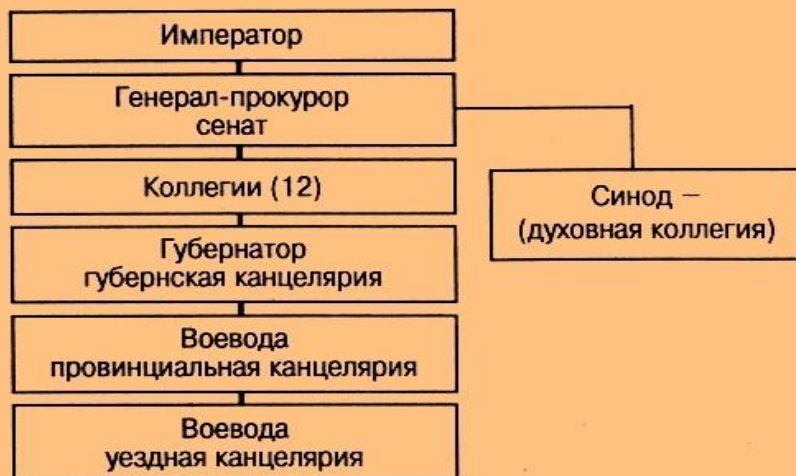 Император
Генерал-прокурор
сенат
Коллегии (12)
Синод –
(духовная коллегия)
Губернатор
губернская канцелярия
Воевода
провинциальная канцелярия
Воевода
уездная канцелярия